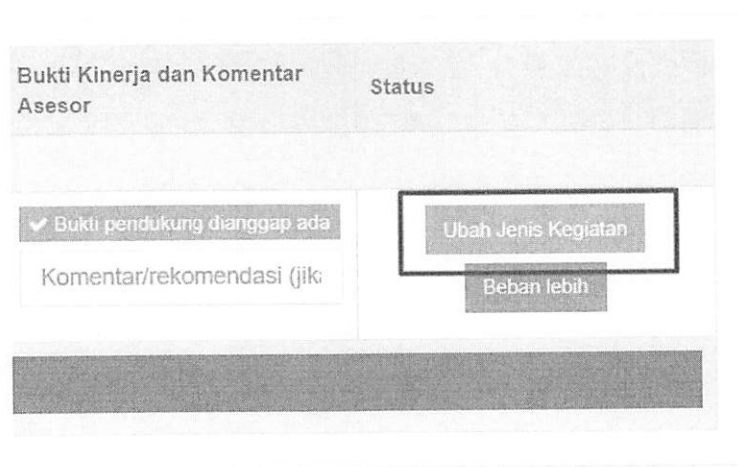 Bukti Kinerja dan Komentar
Asesor
Status
✔ Bukti pendukung dianggap ada
Ubah Jenis Kegiatan
Komentar/rekomendasi (jik
Beban lebih